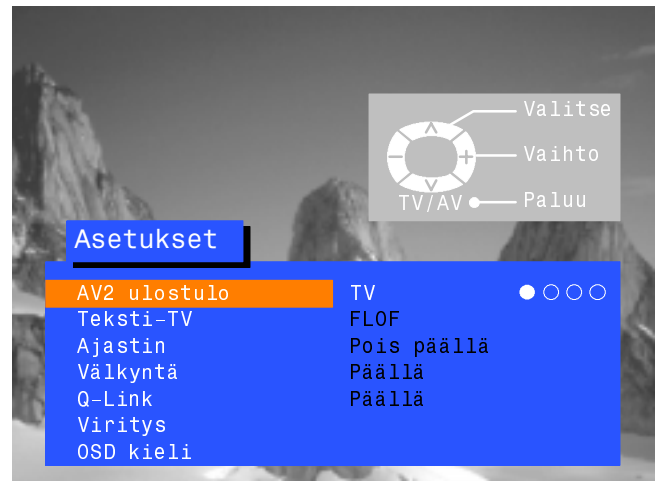 Valitse
Vaihto
TV/AV Paluu
Asetukset
AV2 ulostulo TV
Teksti-TV FLOF
Ajastin Pois päällä
Välkyntä Päällä
Q-Link Päällä
Viritys
OSD kieli